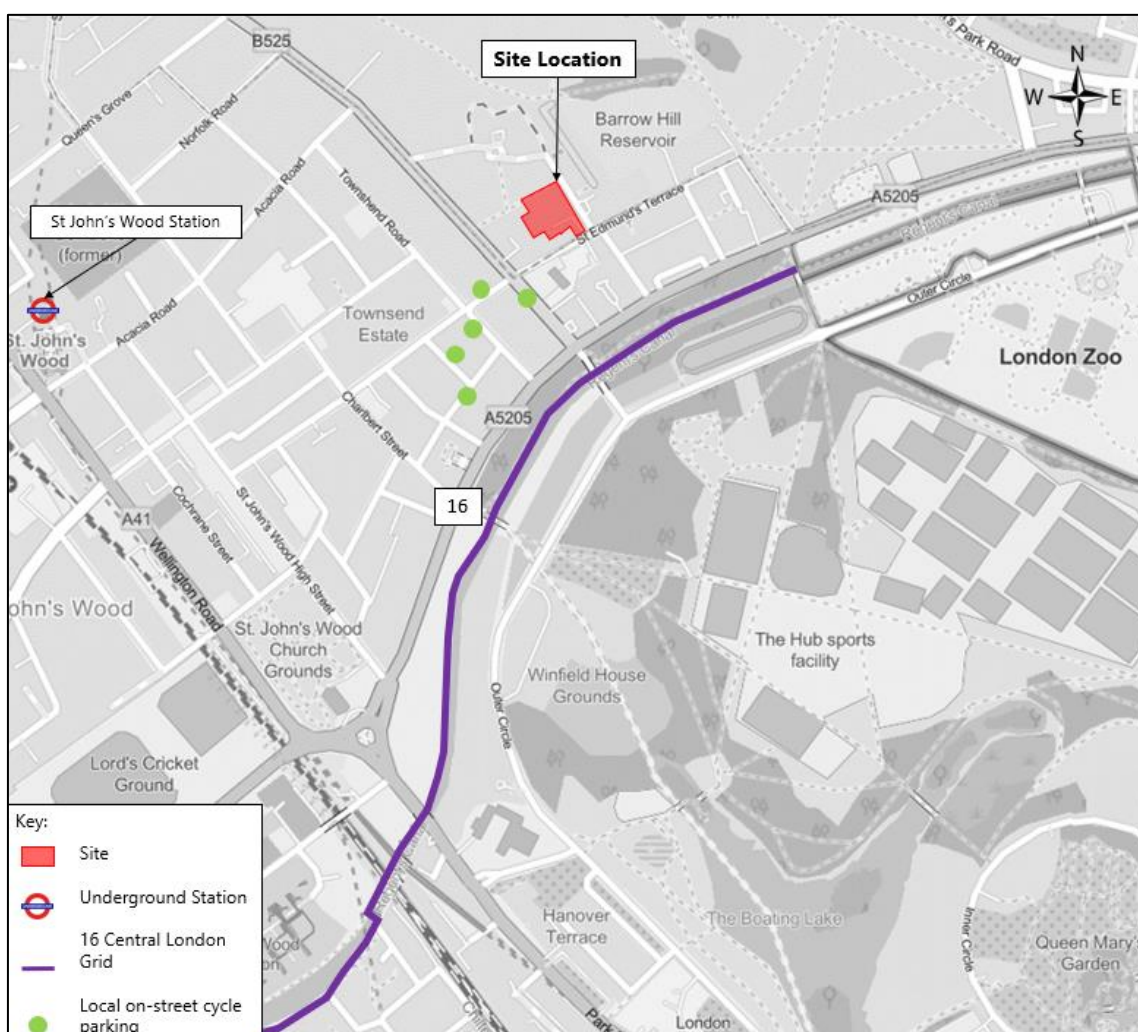 B525
Site Location
's Park Road
N
W E
S
Queen's Grove
Norfolk Road
Barrow Hill
Reservoir
Acacia Road
Townshend Road
A5205
St John's Wood Station
(former)
St Edmund's Terrace
Regent's Canal
Outer Circle
Acacia Road
St. John's
Wood
Townsend
Estate
London Zoo
Regent's Canal
Charlbert Street
A5205
16
A41
Cochrane Street
St John's Wood High Street
Wellington Road
ohn's Wood
St. John's Wood
Church
Grounds
The Hub sports
facility
Winfield House
Grounds
Outer Circle
Lord's Cricket
Ground
Key:
Site
Underground Station
16 Central London
Grid
Local on-street cycle
parking
Hanover
Terrace
The Boating Lake
Inner Circle
Queen Mary's
Garden
Park
London